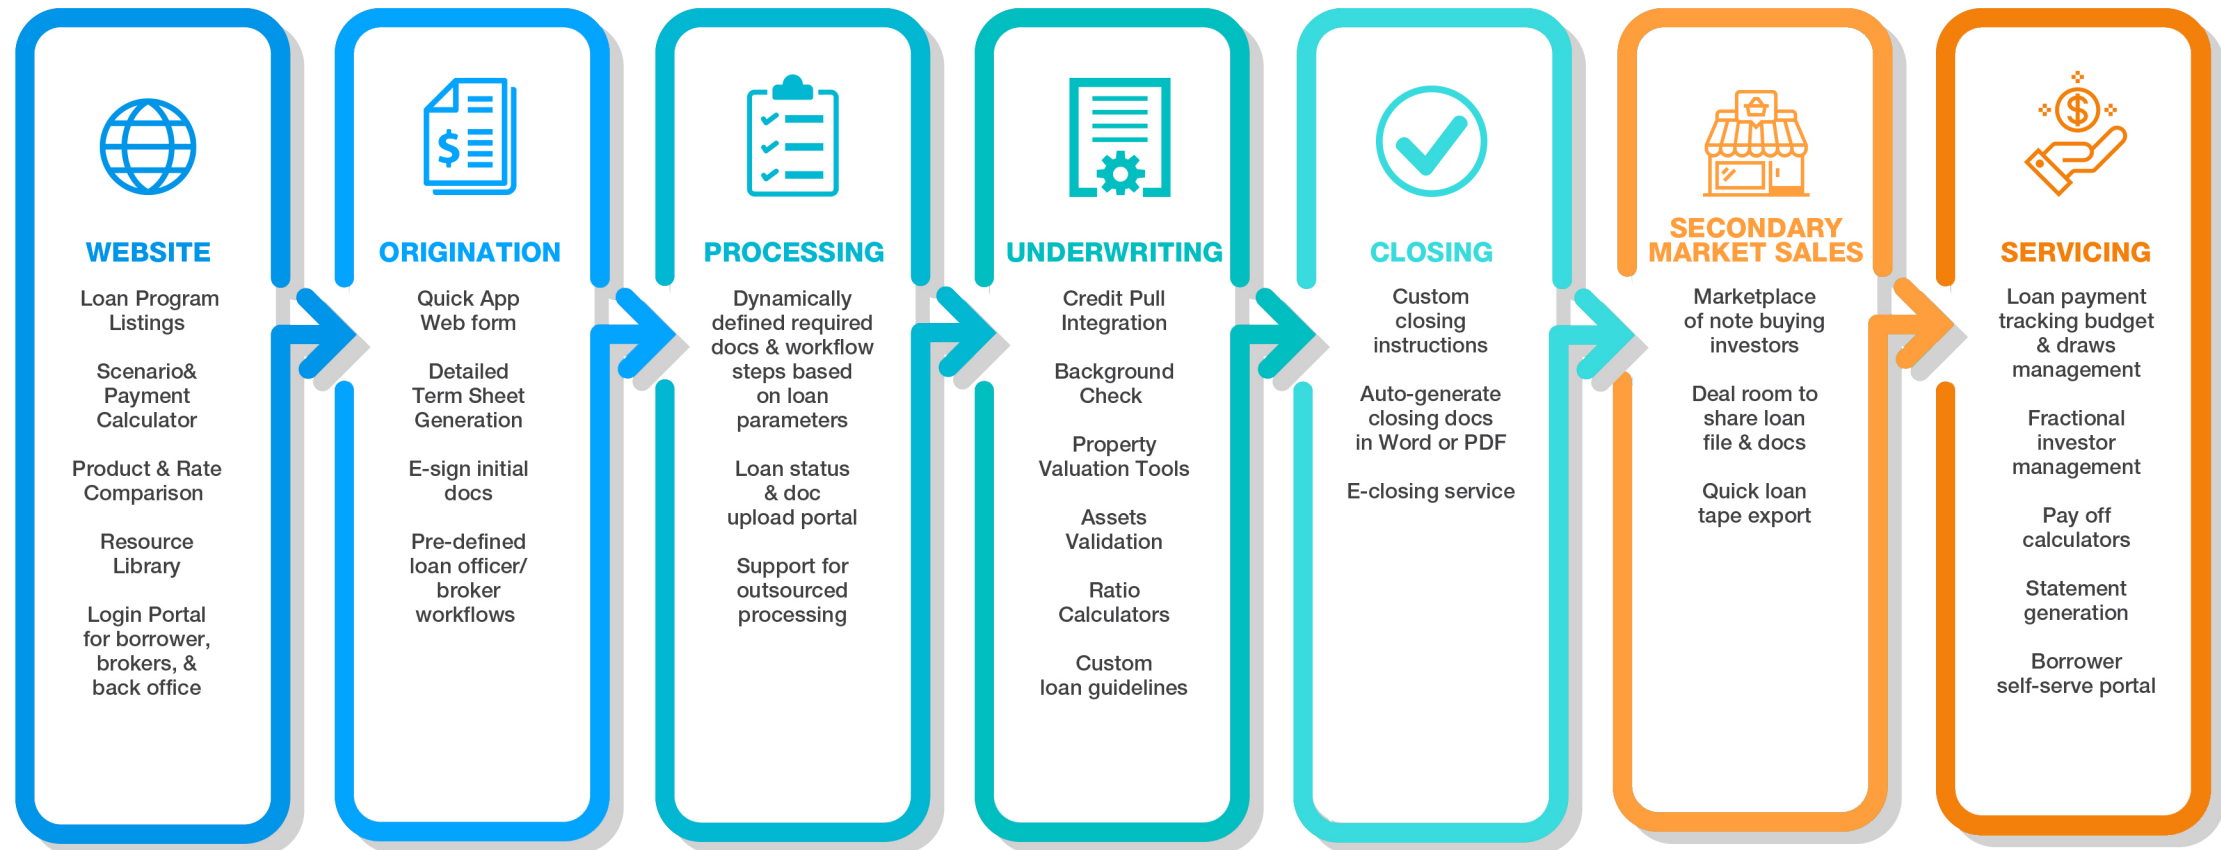 WEBSITE
Loan Program
Listings
Scenario&
Payment
Calculator
Product & Rate
Comparison
Resource
Library
Login Portal
for borrower,
brokers, &
back office
$
ORIGINATION
Quick App
Web form
Detailed
Term Sheet
Generation
E-sign initial
docs
Pre-defined
loan officer/
broker
workflows
PROCESSING
Dynamically
defined required
docs & workflow
steps based
on loan
parameters
Loan status
& doc
upload portal
Support for
outsourced
processing
UNDERWRITING
Credit Pull
Integration
Background
Check
Property
Valuation Tools
Assets
Validation
Ratio
Calculators
Custom
loan guidelines
CLOSING
Custom
closing
instructions
Auto-generate
closing docs
in Word or PDF
E-closing service
SECONDARY
MARKET SALES
Marketplace
of note buying
investors
Deal room to
share loan
file & docs
Quick loan
tape export
$
SERVICING
Loan payment
tracking budget
& draws
management
Fractional
investor
management
Pay off
calculators
Statement
generation
Borrower
self-serve portal